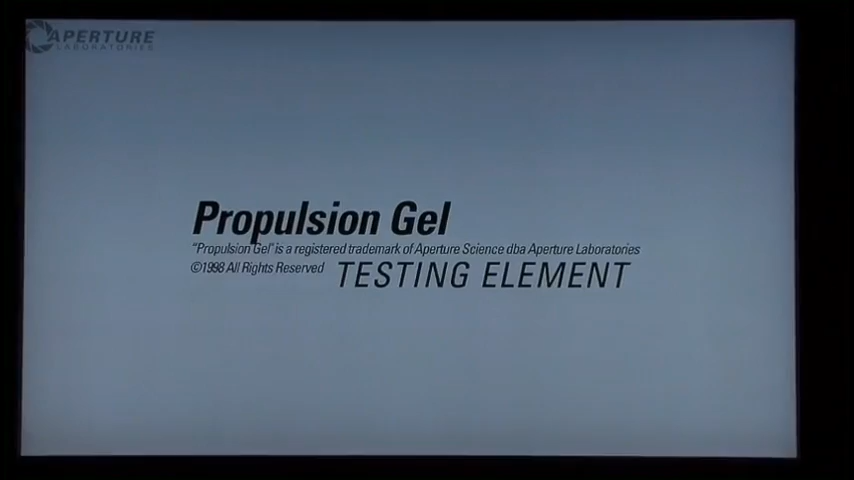 APERTURE
LABORATORIES
Propulsion Gel
"Propulsion Gel" is a registered trademark of Aperture Science dba Aperture Laboratories
©1998 All Rights Reserved TESTING ELEMENT